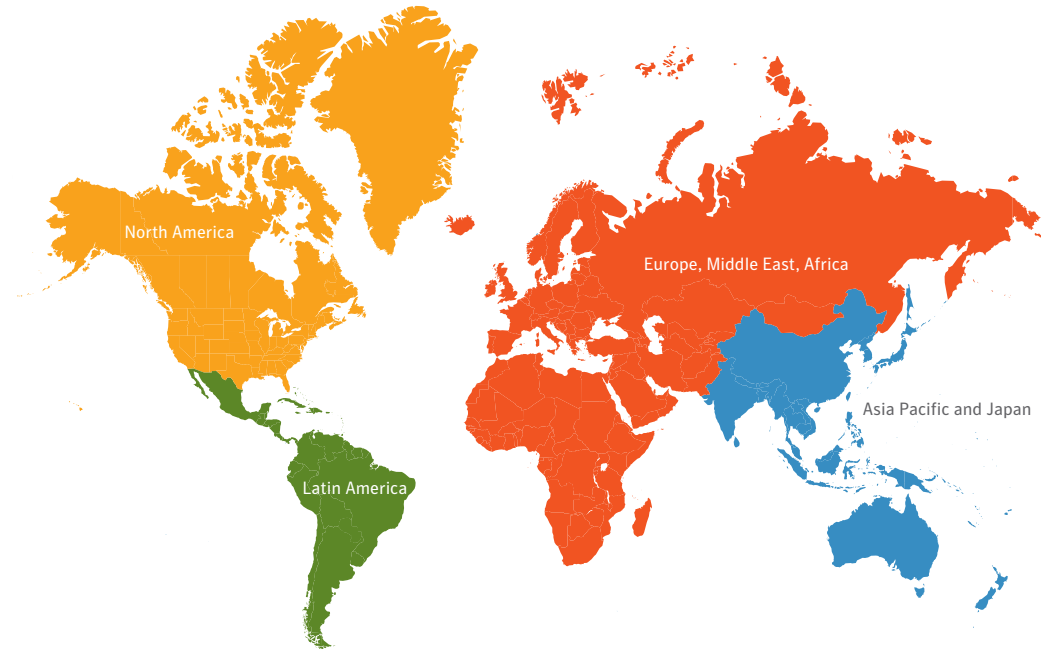 North America
Europe, Middle East, Africa
Asia Pacific and Japan
Latin America